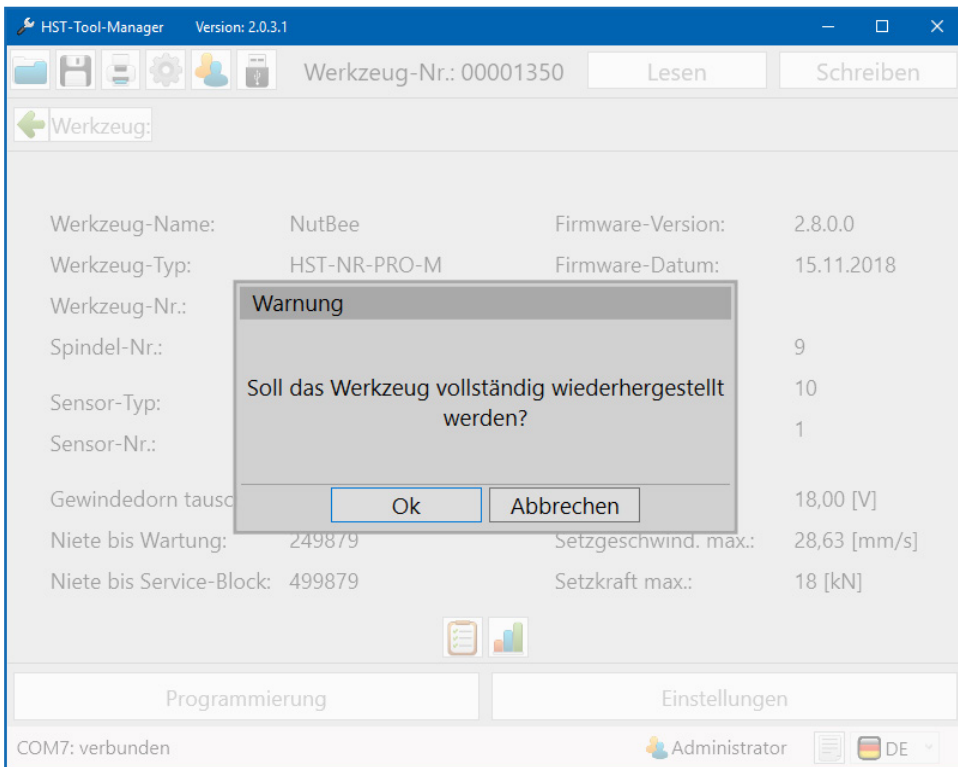 HST-Tool-Manager Version: 2.0.3.1
Werkzeug-Nr.: 00001350 Lesen Schreiben
Werkzeug:
Werkzeug-Name: NutBee Firmware-Version: 2.8.0.0
Werkzeug-Typ: HST-NR-PRO-M Firmware-Datum: 15.11.2018
Werkzeug-Nr.:
Warnung
Spindel-Nr.: 9
Soll das Werkzeug vollständig wiederhergestellt
werden?
Sensor-Typ: 10
Sensor-Nr.: 1
Gewindedorn tausc 18,00 [V]
Ok Abbrechen
Niete bis Wartung: 249879 Setzgeschwind. max.: 28,63 [mm/s]
Niete bis Service-Block: 499879 Setzkraft max.: 18 [kN]
Programmierung Einstellungen
COM7: verbunden Administrator DE